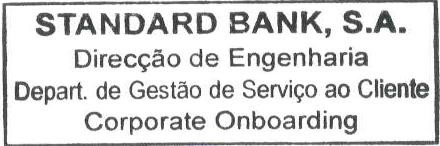 STANDARD BANK, S.A.
Direcção de Engenharia
Depart. de Gestão de Serviço ao Cliente
Corporate Onboarding